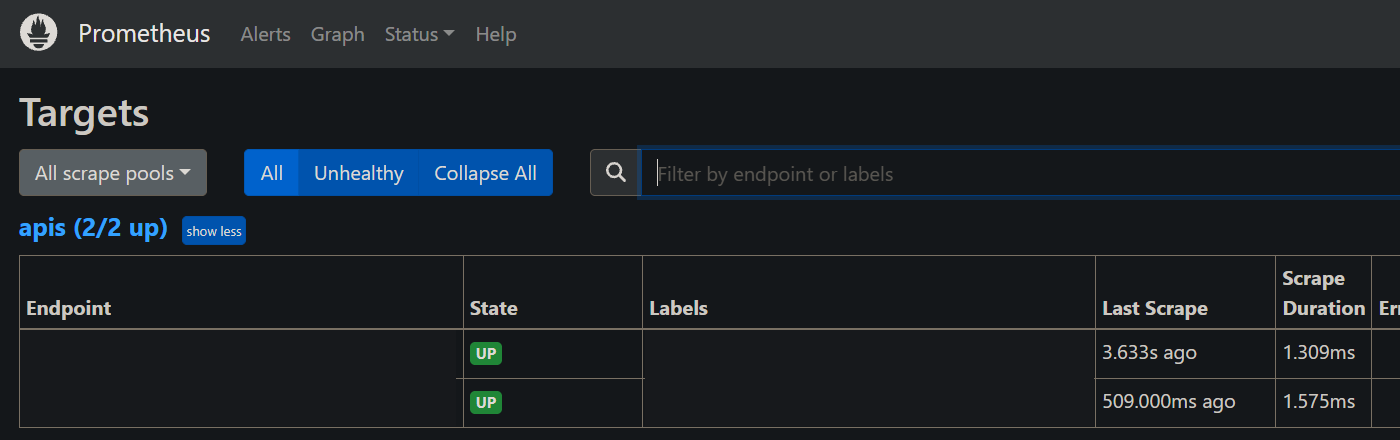 Prometheus Alerts Graph Status Help
Targets
All scrape pools All Unhealthy Collapse All Filter by endpoint or labels
apis (2/2 up) show less
Endpoint State Labels Last Scrape Scrape Duration
UP 3.633s ago 1.309ms
UP 509.000ms ago 1.575ms